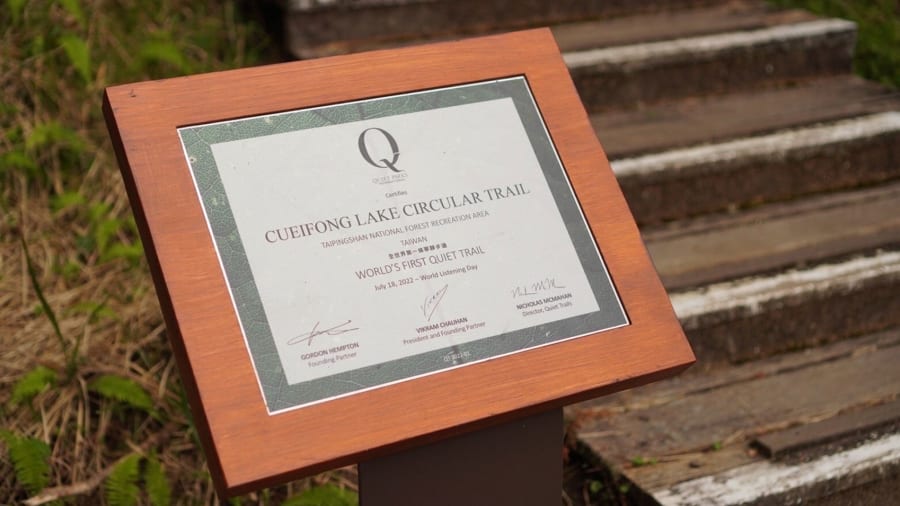 Q
QUIET PARKS
Certifies
CUEIFONG LAKE CIRCULAR TRAIL
TAIPINGSHAN NATIONAL FOREST RECREATION AREA
TAIWAN
全世界第一條寧靜步道
WORLD'S FIRST QUIET TRAIL
July 18, 2022 – World Listening Day
GORDON HEMPTON
Founding Partner
VIKRAM CHAUHAN
President and Founding Partner
NICHOLAS MCMAHAN
Director, Quiet Trails